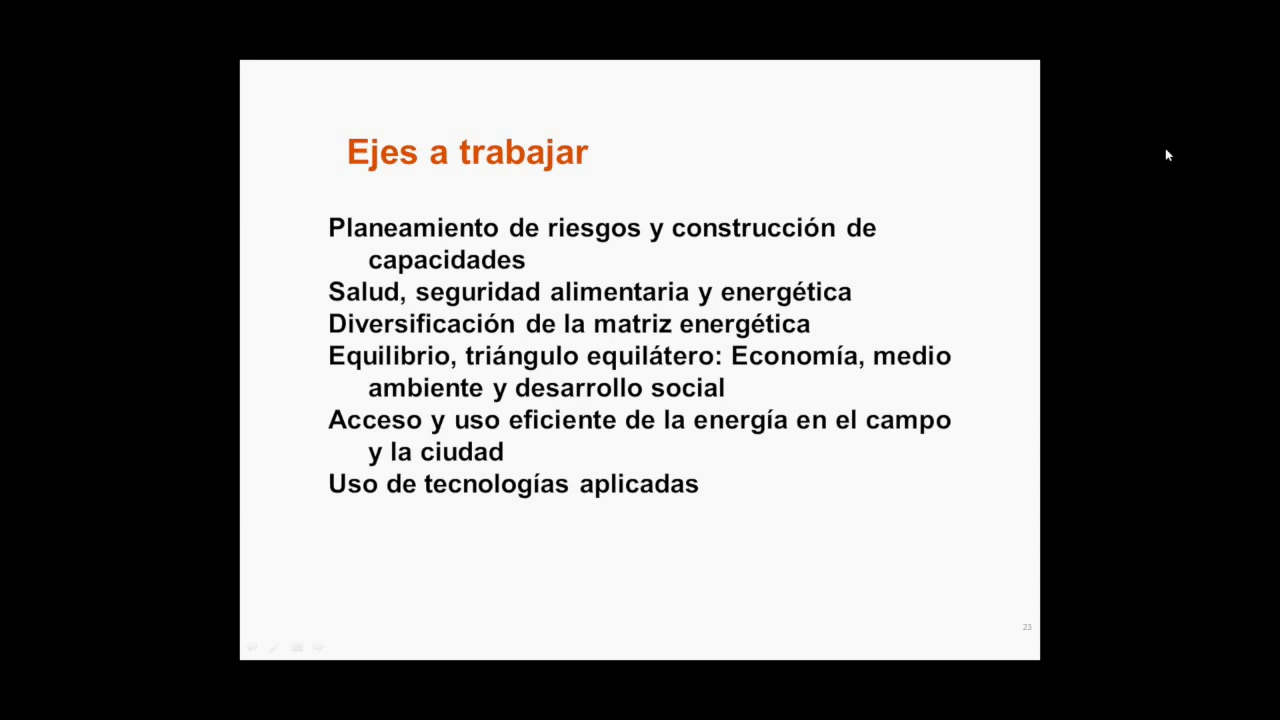 Ejes a trabajar
Planeamiento de riesgos y construcción de
capacidades
Salud, seguridad alimentaria y energética
Diversificación de la matriz energética
Equilibrio, triángulo equilátero: Economía, medio
ambiente y desarrollo social
Acceso y uso eficiente de la energía en el campo
y la ciudad
Uso de tecnologías aplicadas
23